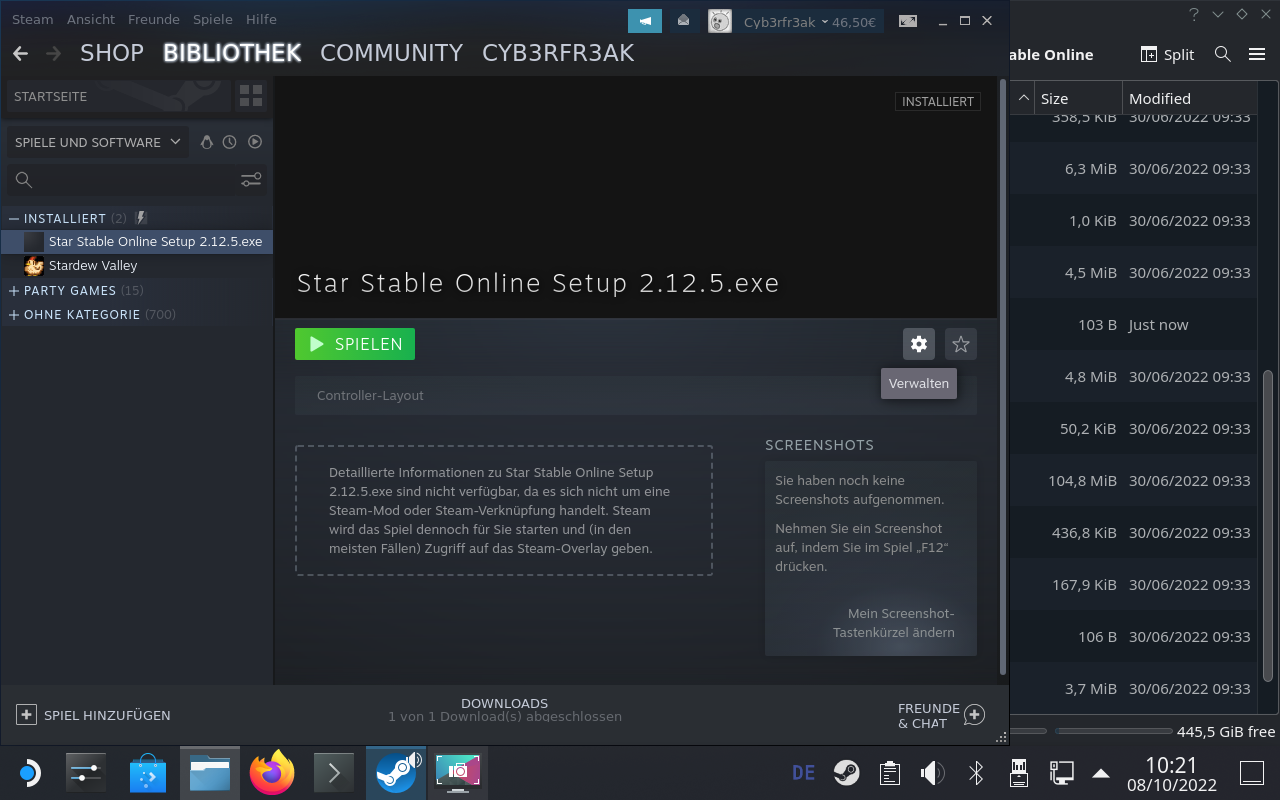 Steam Ansicht Freunde Spiele Hilfe
Cyb3rfr3ak 46,50€
SHOP BIBLIOTHEK COMMUNITY CYB3RFR3AK
STARTSEITE
SPIELE UND SOFTWARE
INSTALLIERT (2)
Star Stable Online Setup 2.12.5.exe
Stardew Valley
PARTY GAMES (15)
OHNE KATEGORIE (700)
INSTALLIERT
Star Stable Online Setup 2.12.5.exe
SPIELEN
Verwalten
Controller-Layout
Detaillierte Informationen zu Star Stable Online Setup
2.12.5.exe sind nicht verfügbar, da es sich nicht um eine
Steam-Mod oder Steam-Verknüpfung handelt. Steam
wird das Spiel dennoch für Sie starten und (in den
meisten Fällen) Zugriff auf das Steam-Overlay geben.
SCREENSHOTS
Sie haben noch keine
Screenshots aufgenommen.
Nehmen Sie ein Screenshot
auf, indem Sie im Spiel „F12“
drücken.
Mein Screenshot-
Tastenkürzel ändern
SPIEL HINZUFÜGEN
DOWNLOADS
1 von 1 Download(s) abgeschlossen
FREUNDE
& CHAT
able Online
Split
Size Modified
358,5 KiB 30/06/2022 09:33
6,3 MiB 30/06/2022 09:33
1,0 KiB 30/06/2022 09:33
4,5 MiB 30/06/2022 09:33
103 B Just now
4,8 MiB 30/06/2022 09:33
50,2 KiB 30/06/2022 09:33
104,8 MiB 30/06/2022 09:33
436,8 KiB 30/06/2022 09:33
167,9 KiB 30/06/2022 09:33
106 B 30/06/2022 09:33
3,7 MiB 30/06/2022 09:33
445,5 GiB free
DE
10:21
08/10/2022